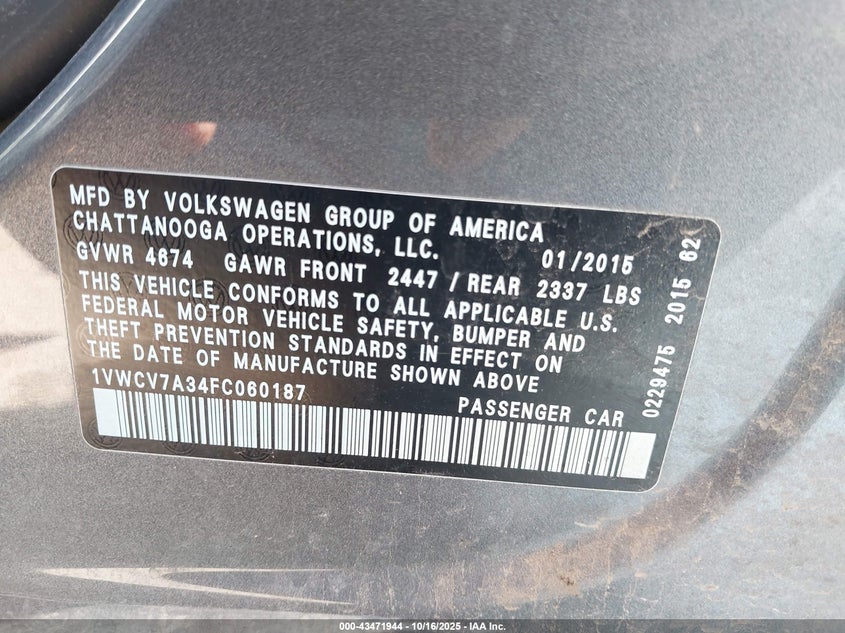 MFD BY VOLKSWAGEN GROUP OF AMERICA
CHATTANOOGA OPERATIONS, LLC. 01/2015
GVWR 4674 GAWR FRONT 2447 / REAR 2337 LBS
THIS VEHICLE CONFORMS TO ALL APPLICABLE U.S.
FEDERAL MOTOR VEHICLE SAFETY, BUMPER AND
THEFT PREVENTION STANDARDS IN EFFECT ON
THE DATE OF MANUFACTURE SHOWN ABOVE
1VWCV7A34FC060187
PASSENGER CAR
0229475 2015 62
000-43471944 | 10/16/2025 - IAA Inc.